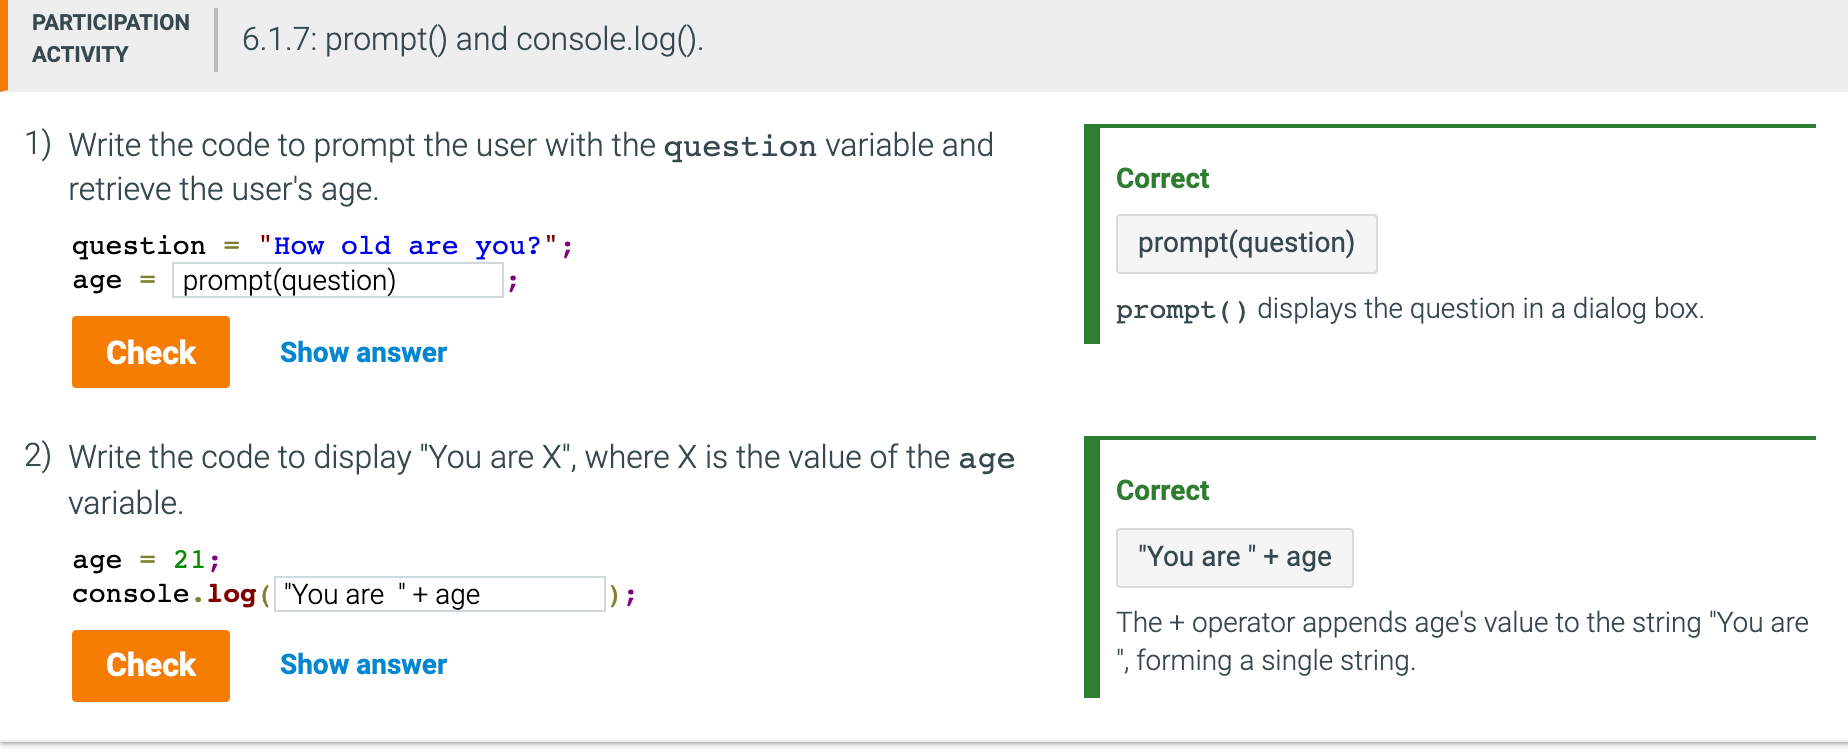 PARTICIPATION
ACTIVITY
6.1.7: prompt() and console.log().
1) Write the code to prompt the user with the question variable and
retrieve the user's age.
question = "How old are you?";
age = prompt(question) ;
Check Show answer
Correct
prompt(question)
prompt() displays the question in a dialog box.
2) Write the code to display "You are X", where X is the value of the age
variable.
age = 21;
console.log( "You are  " + age );
Check Show answer
Correct
"You are " + age
The + operator appends age's value to the string "You are
", forming a single string.